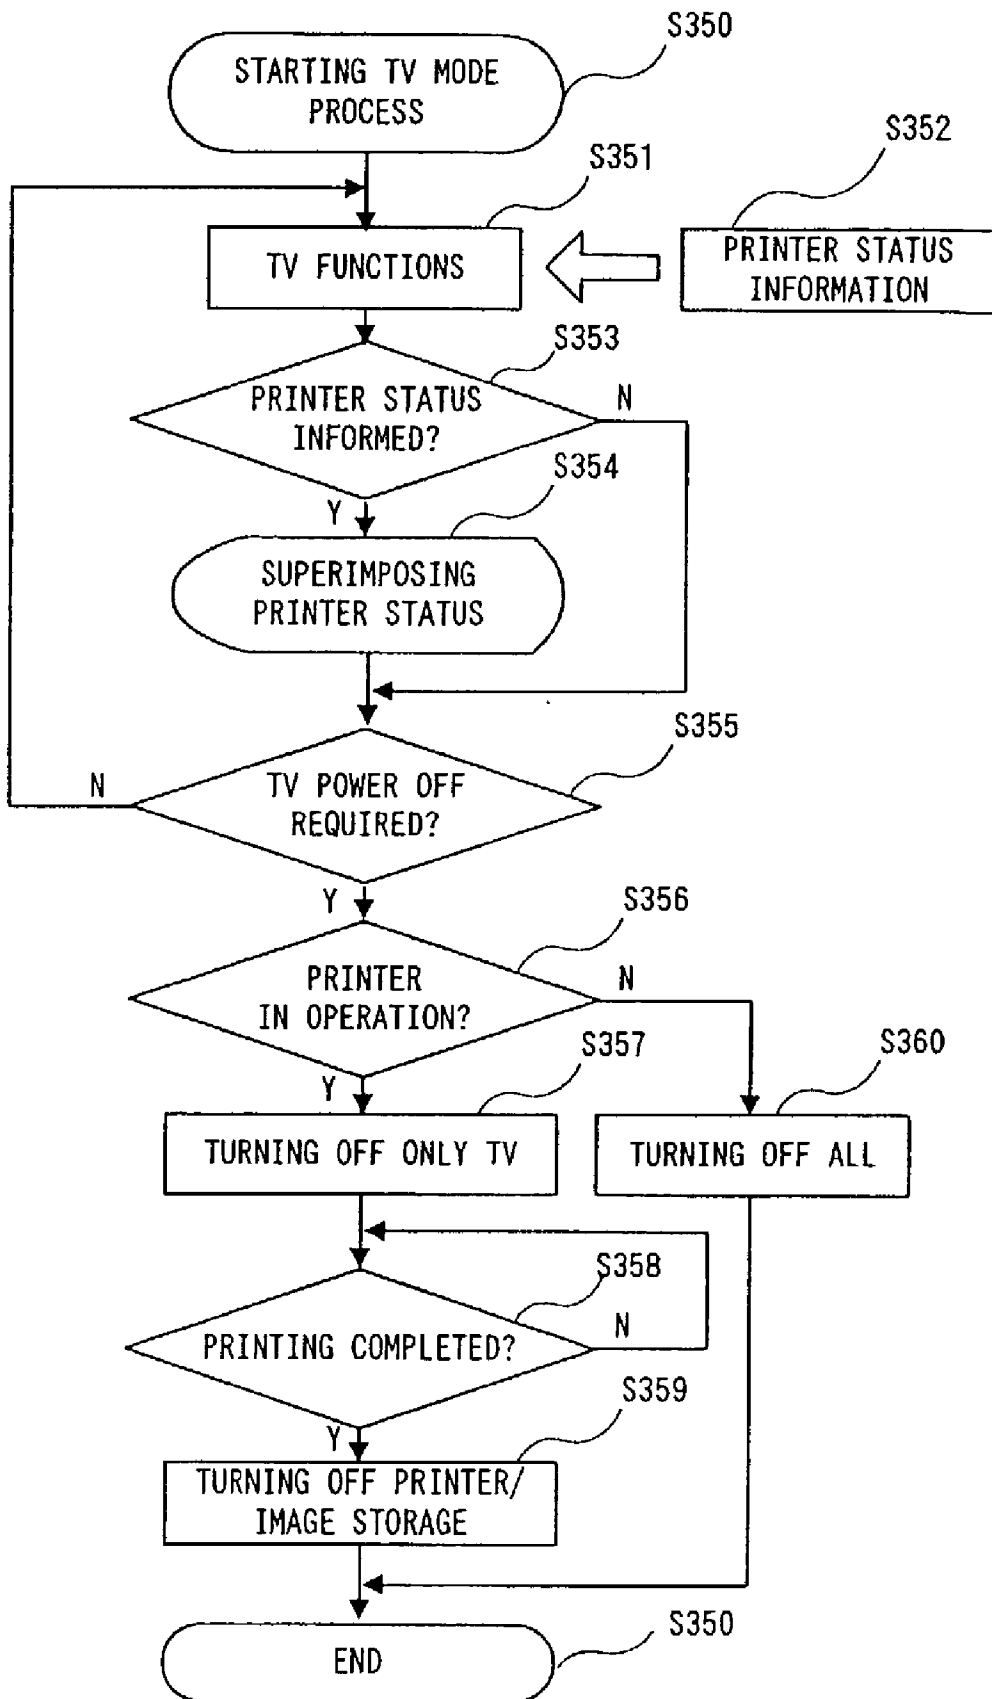 S350
STARTING TV MODE
PROCESS
S351
S352
TV FUNCTIONS
PRINTER STATUS
INFORMATION
S353
PRINTER STATUS
INFORMED?
N
S354
Y
SUPERIMPOSING
PRINTER STATUS
S355
N
TV POWER OFF
REQUIRED?
Y
S356
PRINTER
IN OPERATION?
N
S357
S360
Y
TURNING OFF ONLY TV
TURNING OFF ALL
S358
PRINTING COMPLETED?
N
S359
Y
TURNING OFF PRINTER/
IMAGE STORAGE
S350
END